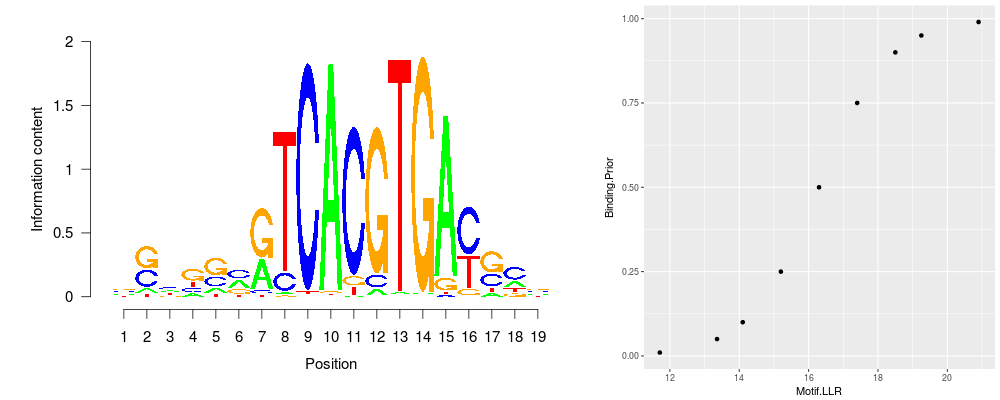 2
1.5
1
0.5
0
Information content
1 2 3 4 5 6 7 8 9 10 11 12 13 14 15 16 17 18 19
Position
G C
G
G C
C A
G A
T C
C
A
C G
G C
T
G
A G
C T
G C
C A
1.00
0.75
0.50
0.25
0.00
Binding.Prior
12 14 16 18 20
Motif.LLR